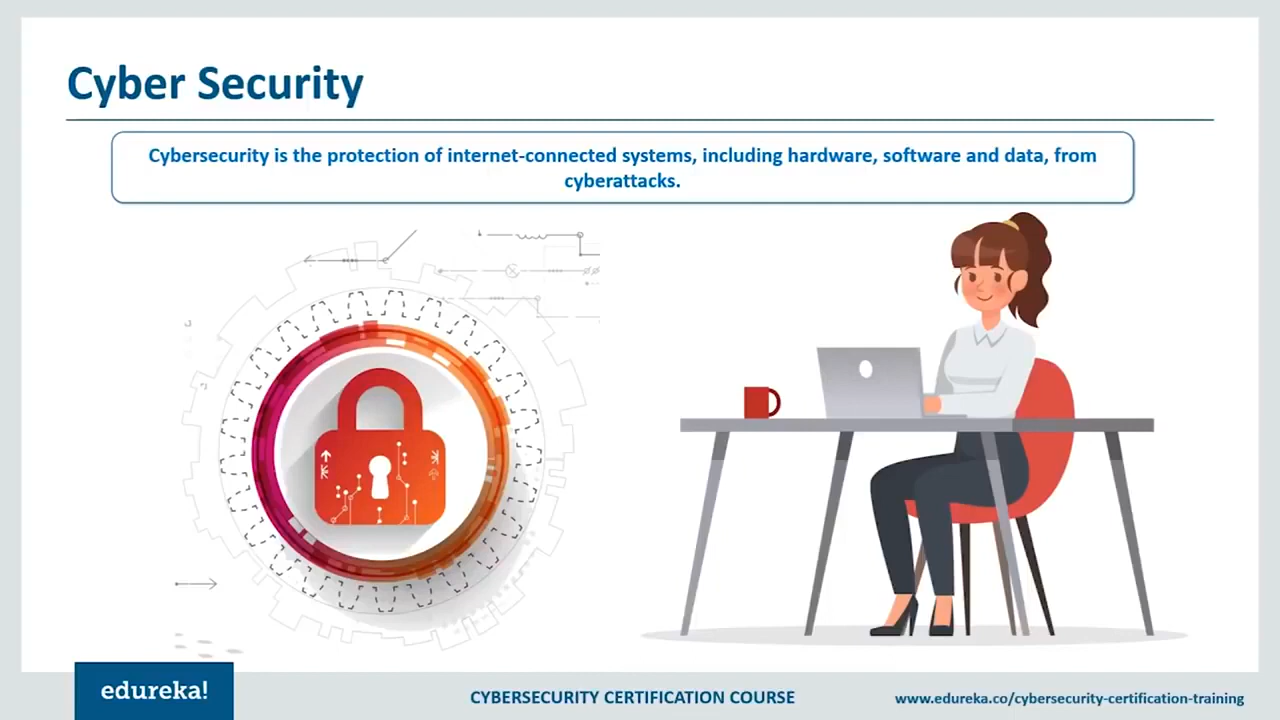 Cyber Security
Cybersecurity is the protection of internet-connected systems, including hardware, software and data, from
cyberattacks.
edureka!
CYBERSECURITY CERTIFICATION COURSE
www.edureka.co/cybersecurity-certification-training